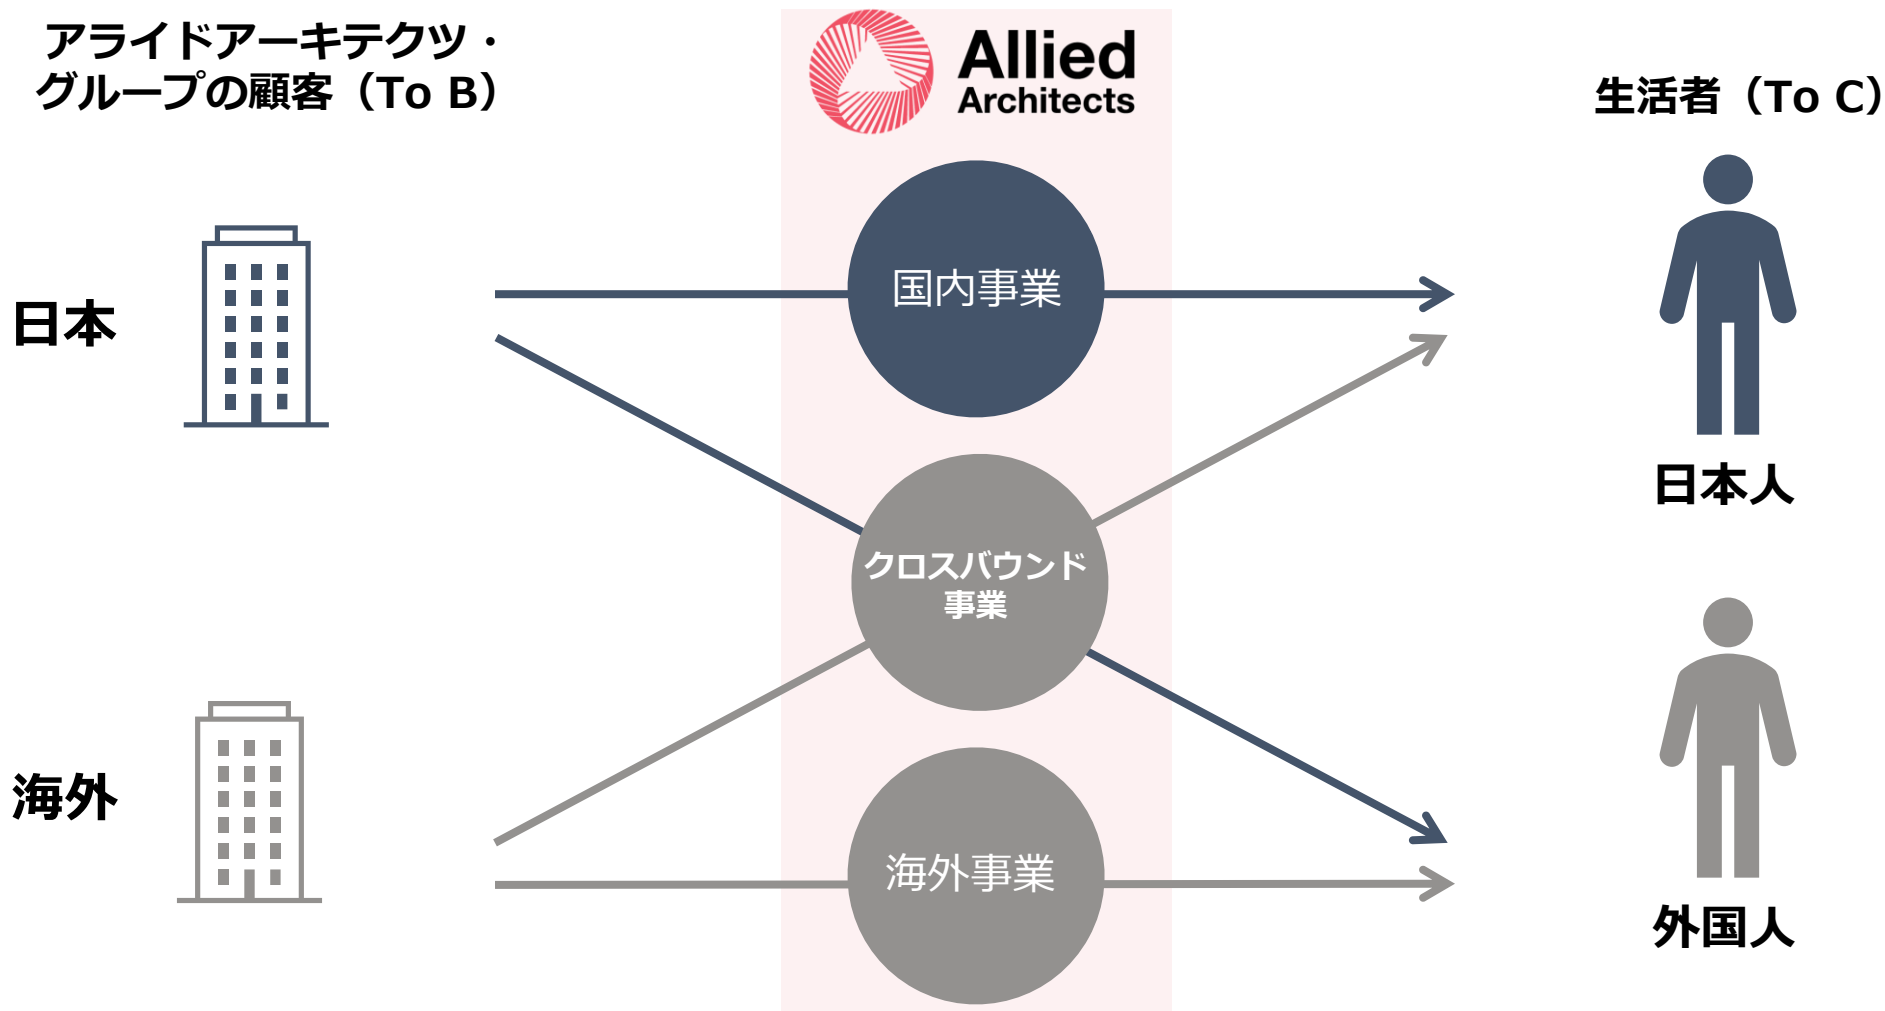 アライドアーキテクツ・
グループの顧客（To B）
Allied
Architects
生活者（To C）
国内事業
日本
日本人
クロスバウンド
事業
海外
海外事業
外国人